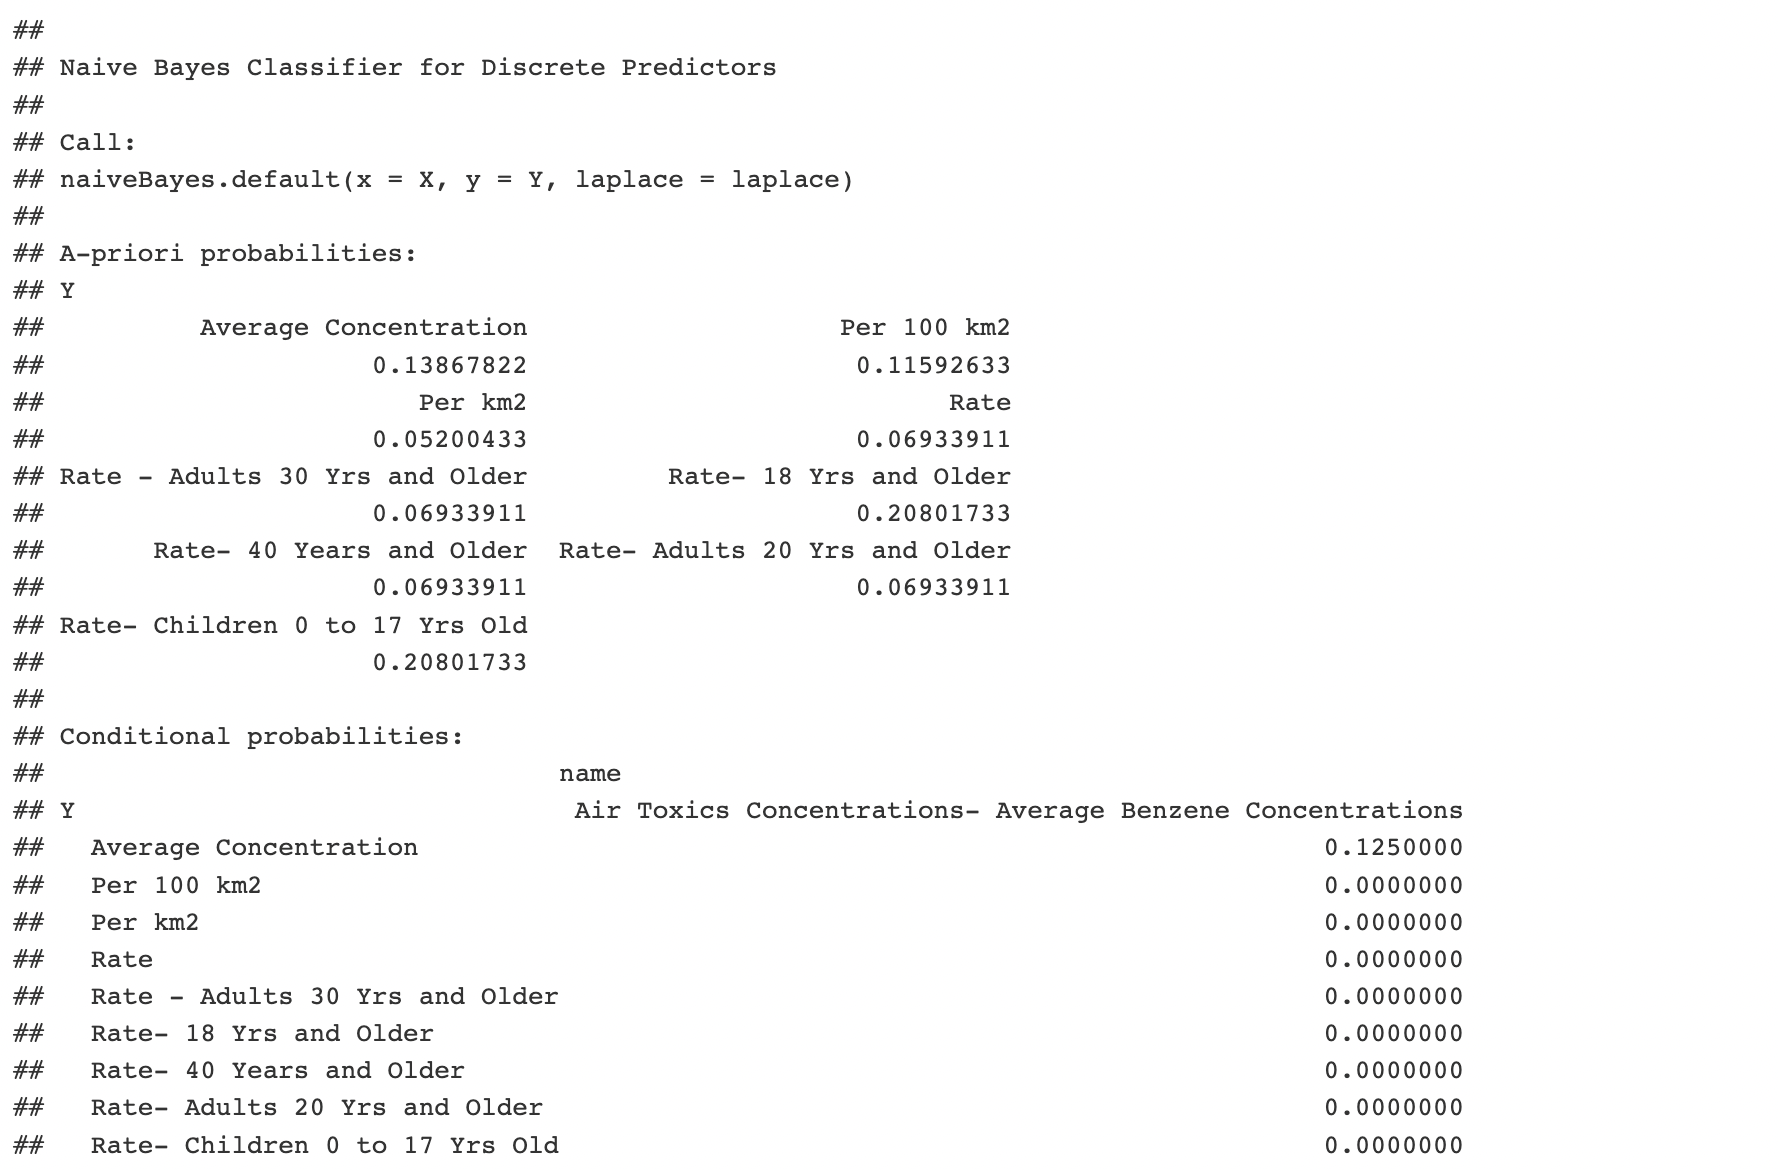 ##
## Naive Bayes Classifier for Discrete Predictors
##
## Call:
## naiveBayes.default(x = X, y = Y, laplace = laplace)
##
## A-priori probabilities:
## Y
##          Average Concentration                    Per 100 km2
##                     0.13867822                     0.11592633
##                        Per km2                           Rate
##                     0.05200433                     0.06933911
## Rate - Adults 30 Yrs and Older         Rate- 18 Yrs and Older
##                     0.06933911                     0.20801733
##       Rate- 40 Years and Older  Rate- Adults 20 Yrs and Older
##                     0.06933911                     0.06933911
## Rate- Children 0 to 17 Yrs Old
##                     0.20801733
##
## Conditional probabilities:
##                                 name
## Y                                Air Toxics Concentrations- Average Benzene Concentrations
##   Average Concentration                                                          0.1250000
##   Per 100 km2                                                                    0.0000000
##   Per km2                                                                        0.0000000
##   Rate                                                                           0.0000000
##   Rate - Adults 30 Yrs and Older                                                 0.0000000
##   Rate- 18 Yrs and Older                                                         0.0000000
##   Rate- 40 Years and Older                                                       0.0000000
##   Rate- Adults 20 Yrs and Older                                                  0.0000000
##   Rate- Children 0 to 17 Yrs Old                                                 0.0000000